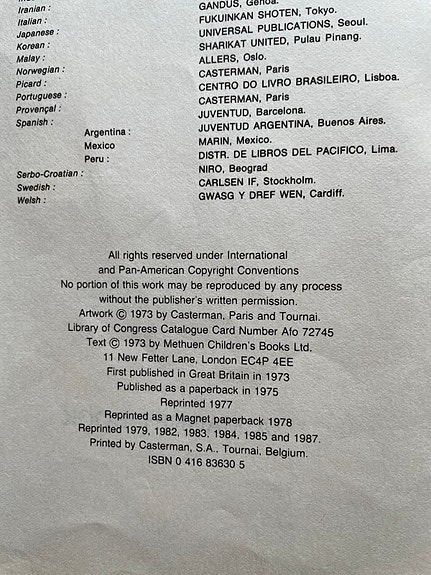 Iranian :
Italian : GANDUS, Genoa.
Japanese : FUKUINKAN SHOTEN, Tokyo.
Korean : UNIVERSAL PUBLICATIONS, Seoul.
Malay : SHARIKAT UNITED, Pulau Pinang.
Norwegian : ALLERS, Oslo.
Picard : CASTERMAN, Paris
Portuguese : CENTRO DO LIVRO BRASILEIRO, Lisboa.
Provençal : CASTERMAN, Paris
Spanish : JUVENTUD, Barcelona.
Argentina : JUVENTUD ARGENTINA, Buenos Aires.
Mexico MARIN, Mexico.
Peru : DISTR. DE LIBROS DEL PACIFICO, Lima.
Serbo-Croatian : NIRO, Beograd
Swedish : CARLSEN IF, Stockholm.
Welsh : GWASG Y DREF WEN, Cardiff.
All rights reserved under International
and Pan-American Copyright Conventions
No portion of this work may be reproduced by any process
without the publisher's written permission.
Artwork © 1973 by Casterman, Paris and Tournai.
Library of Congress Catalogue Card Number Afo 72745
Text © 1973 by Methuen Children's Books Ltd.
11 New Fetter Lane, London EC4P 4EE
First published in Great Britain in 1973
Published as a paperback in 1975
Reprinted 1977
Reprinted as a Magnet paperback 1978
Reprinted 1979, 1982, 1983, 1984, 1985 and 1987.
Printed by Casterman, S.A., Tournai, Belgium.
ISBN 0 416 83630 5